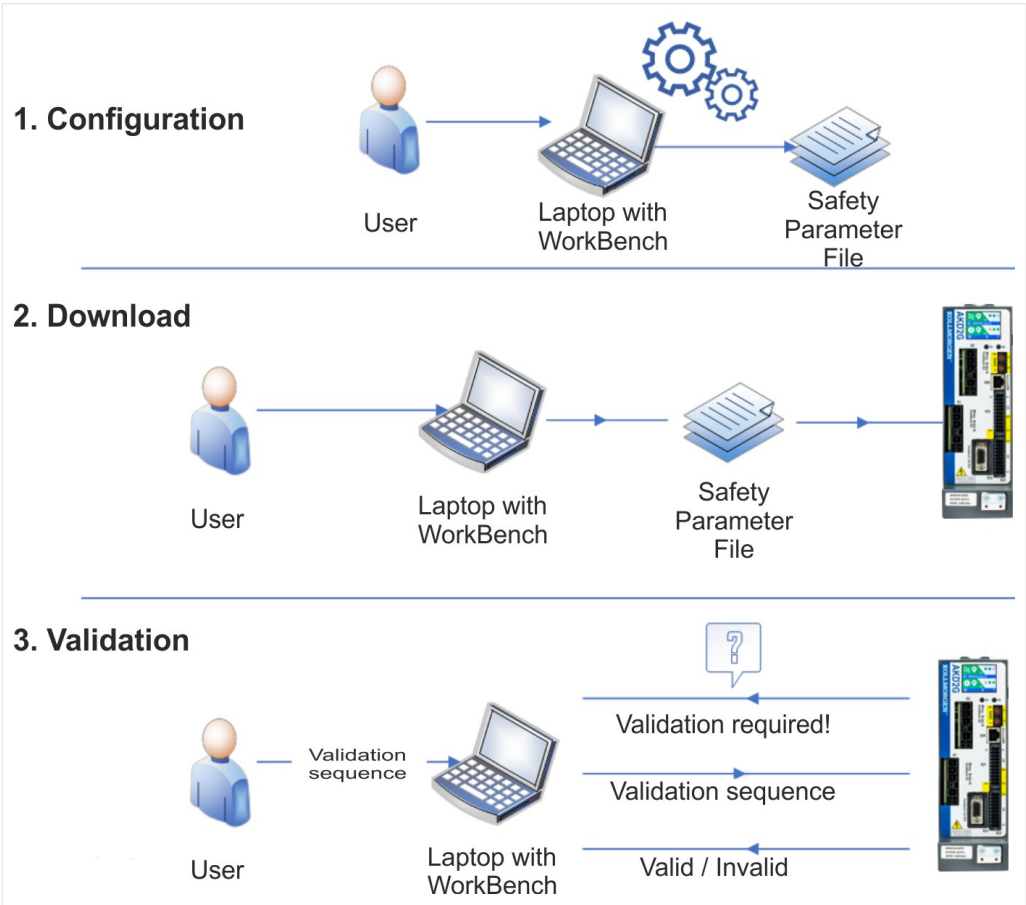 1. Configuration
User
Laptop with
WorkBench
Safety
Parameter
File
2. Download
AKD2G
KOLLMORGEN
User
Laptop with
WorkBench
Safety
Parameter
File
3. Validation
?
Validation required!
AKD2G
KOLLMORGEN
Validation
sequence
Validation sequence
Valid / Invalid
User
Laptop with
WorkBench